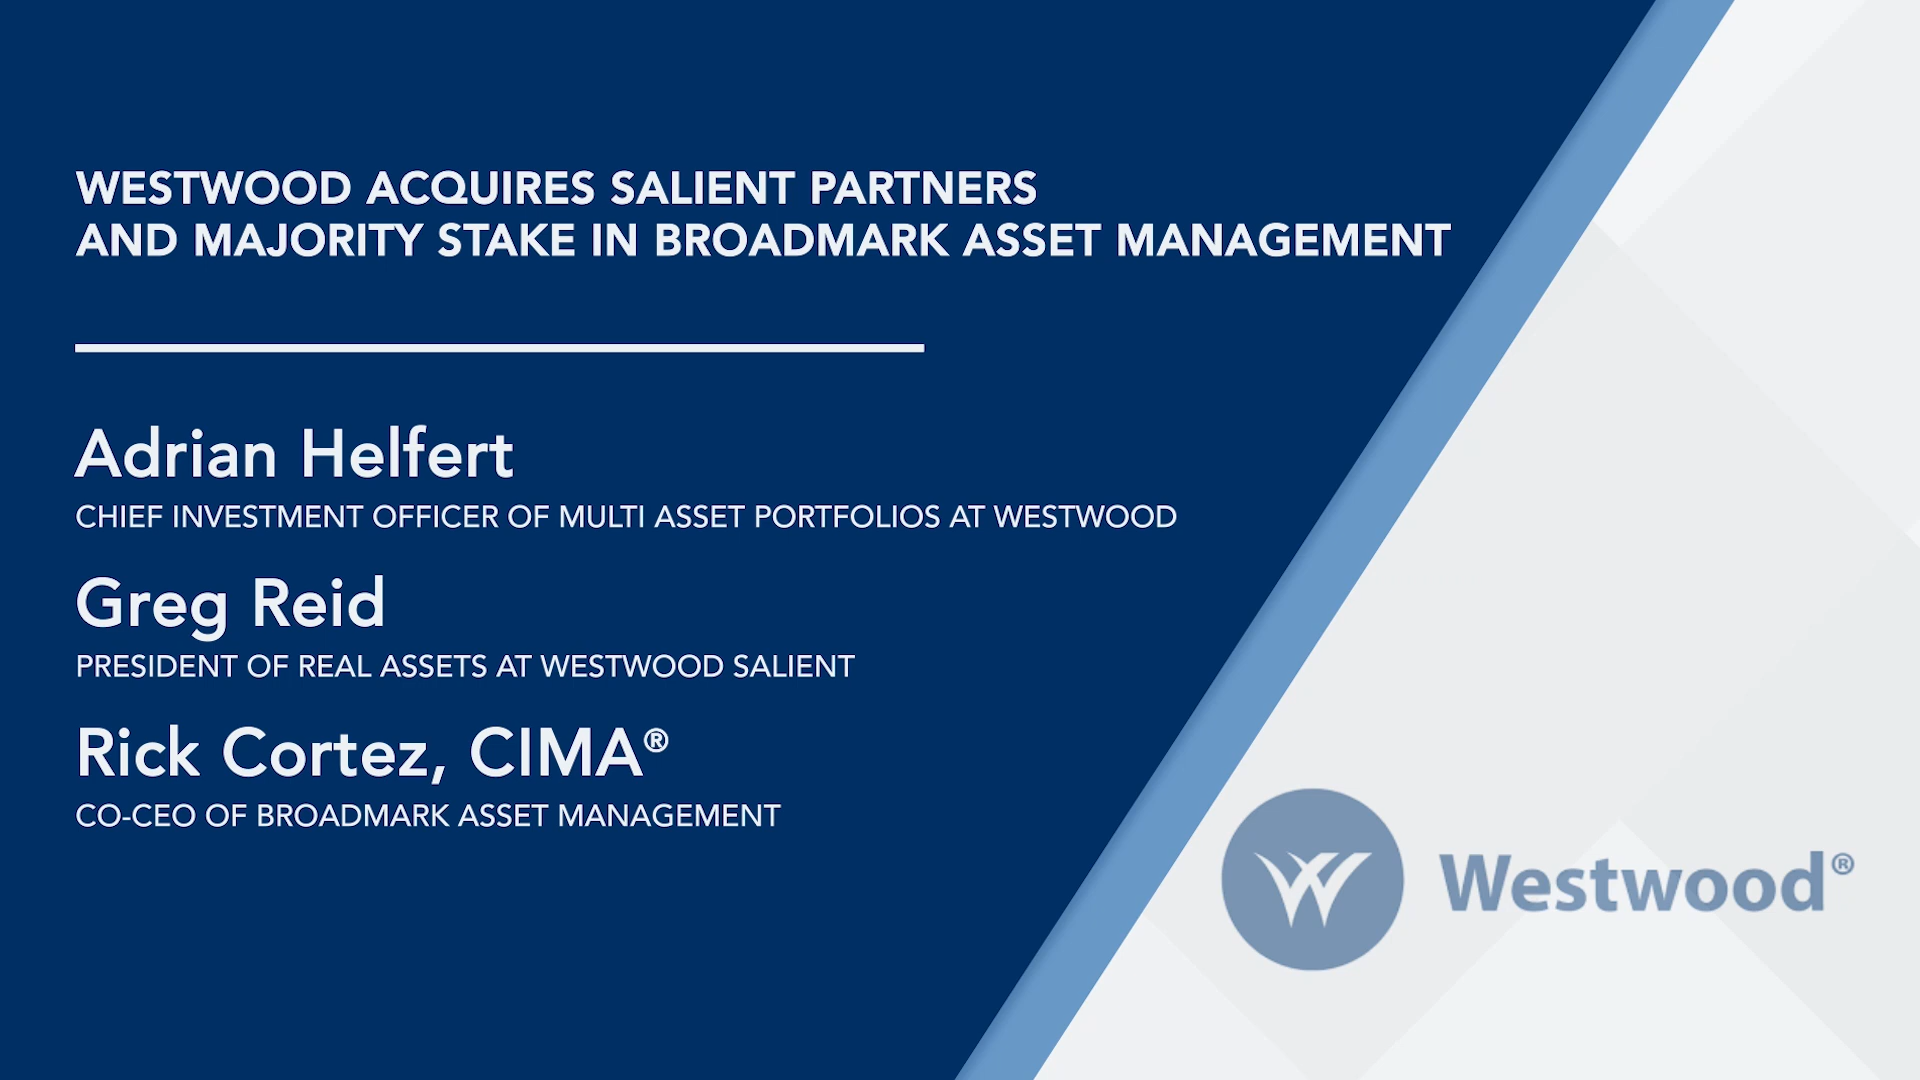 WESTWOOD ACQUIRES SALIENT PARTNERS
AND MAJORITY STAKE IN BROADMARK ASSET MANAGEMENT
Adrian Helfert
CHIEF INVESTMENT OFFICER OF MULTI ASSET PORTFOLIOS AT WESTWOOD
Greg Reid
PRESIDENT OF REAL ASSETS AT WESTWOOD SALIENT
Rick Cortez, CIMA®
CO-CEO OF BROADMARK ASSET MANAGEMENT
Westwood®